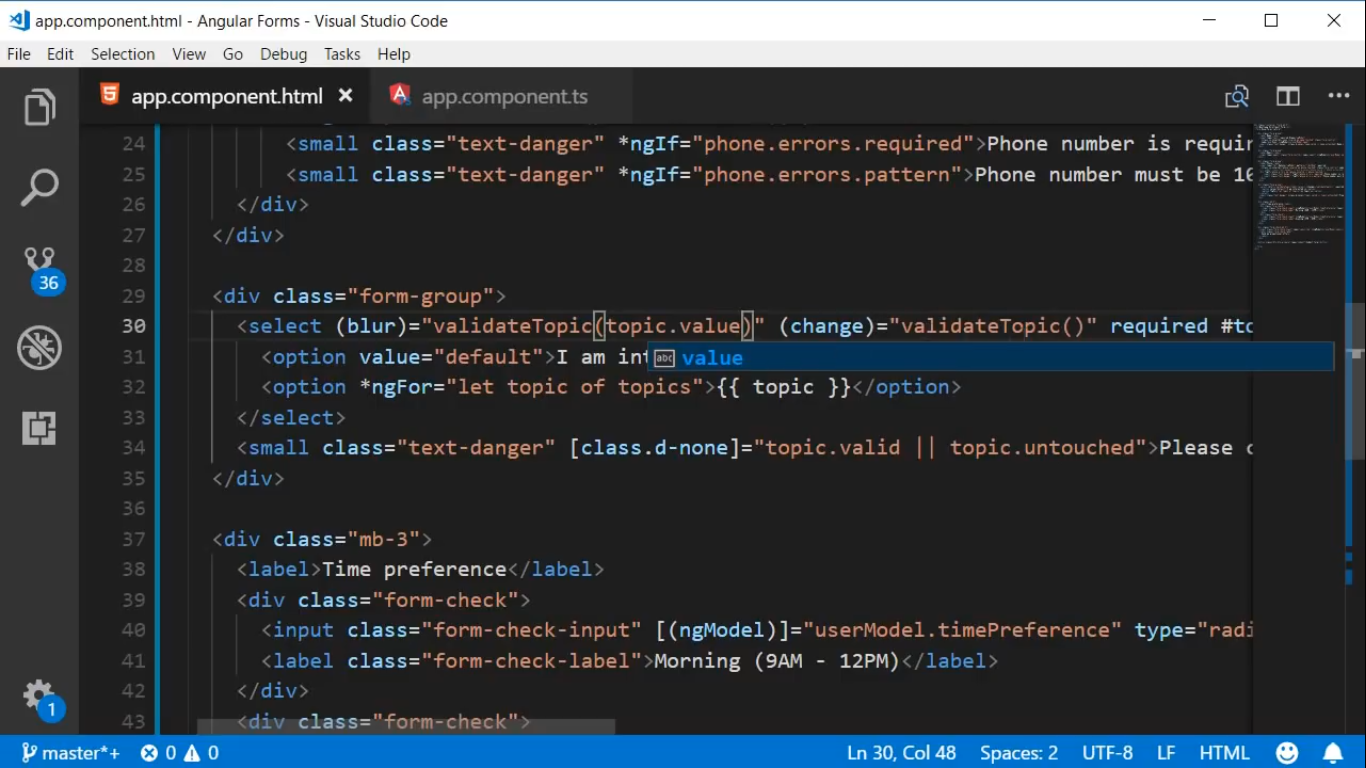 app.component.html - Angular Forms - Visual Studio Code
File Edit Selection View Go Debug Tasks Help
app.component.html app.component.ts
24 <small class="text-danger" *ngIf="phone.errors.required">Phone number is requir
25 <small class="text-danger" *ngIf="phone.errors.pattern">Phone number must be 10
26 </div>
27 </div>
28
29 <div class="form-group">
30 <select (blur)="validateTopic(topic.value)" (change)="validateTopic()" required #to
31 <option value="default">I am int
abc value
32 <option *ngFor="let topic of topics">{{ topic }}</option>
33 </select>
34 <small class="text-danger" [class.d-none]="topic.valid || topic.untouched">Please c
35 </div>
36
37 <div class="mb-3">
38 <label>Time preference</label>
39 <div class="form-check">
40 <input class="form-check-input" [(ngModel)]="userModel.timePreference" type="radi
41 <label class="form-check-label">Morning (9AM - 12PM)</label>
42 </div>
43 <div class="form-check">
36
1
master*+ 0 0 Ln 30, Col 48 Spaces: 2 UTF-8 LF HTML